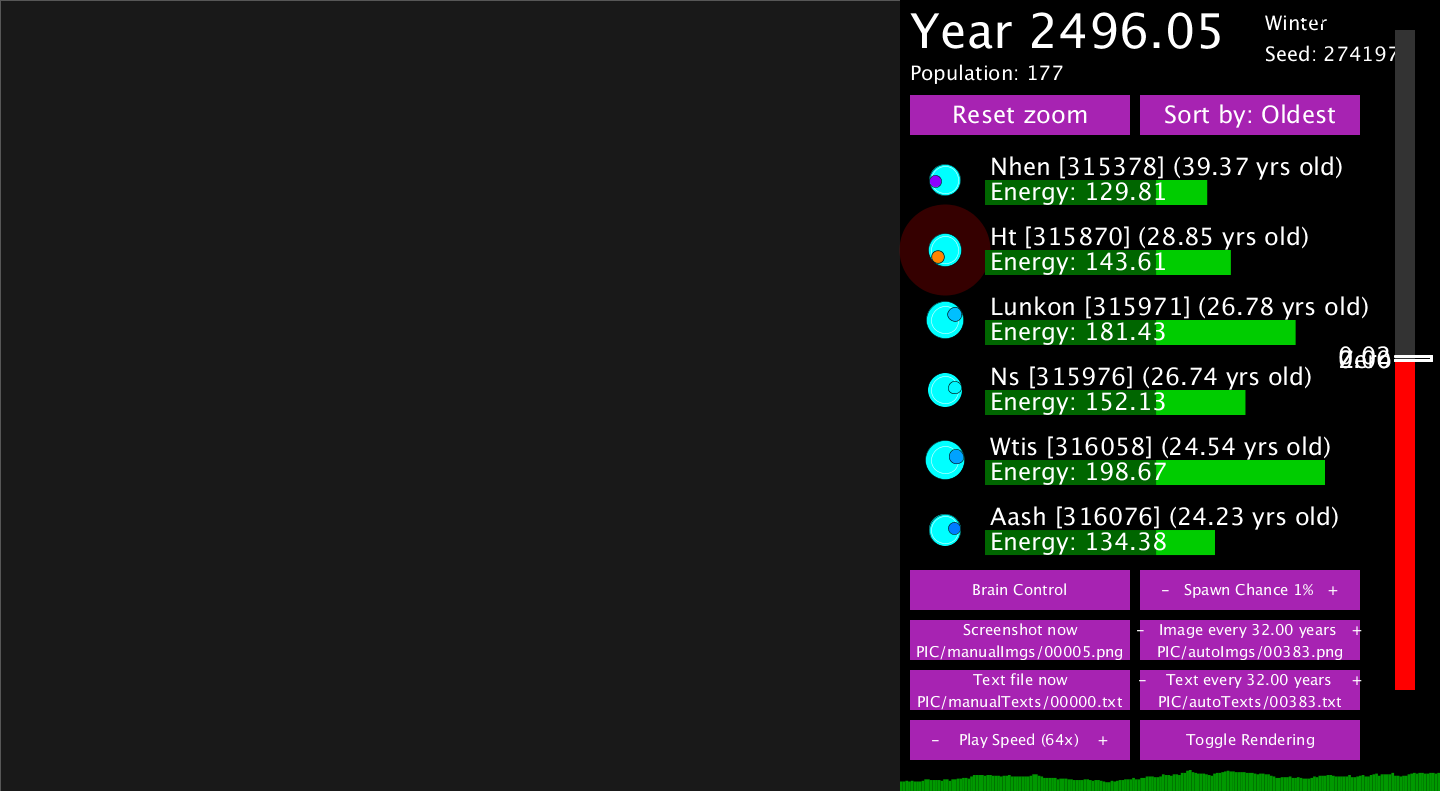 Year 2496.05
Winter
Seed: 274197
Population: 177
Reset zoom
Sort by: Oldest
Nhen [315378] (39.37 yrs old)
Energy: 129.81
Ht [315870] (28.85 yrs old)
Energy: 143.61
Lunkon [315971] (26.78 yrs old)
Energy: 181.43
Zero
Ns [315976] (26.74 yrs old)
Energy: 152.13
Wtis [316058] (24.54 yrs old)
Energy: 198.67
Aash [316076] (24.23 yrs old)
Energy: 134.38
Brain Control
- Spawn Chance 1% +
Screenshot now
PIC/manualImgs/00005.png
- Image every 32.00 years +
PIC/autoImgs/00383.png
Text file now
PIC/manualTexts/00000.txt
- Text every 32.00 years +
PIC/autoTexts/00383.txt
- Play Speed (64x) +
Toggle Rendering